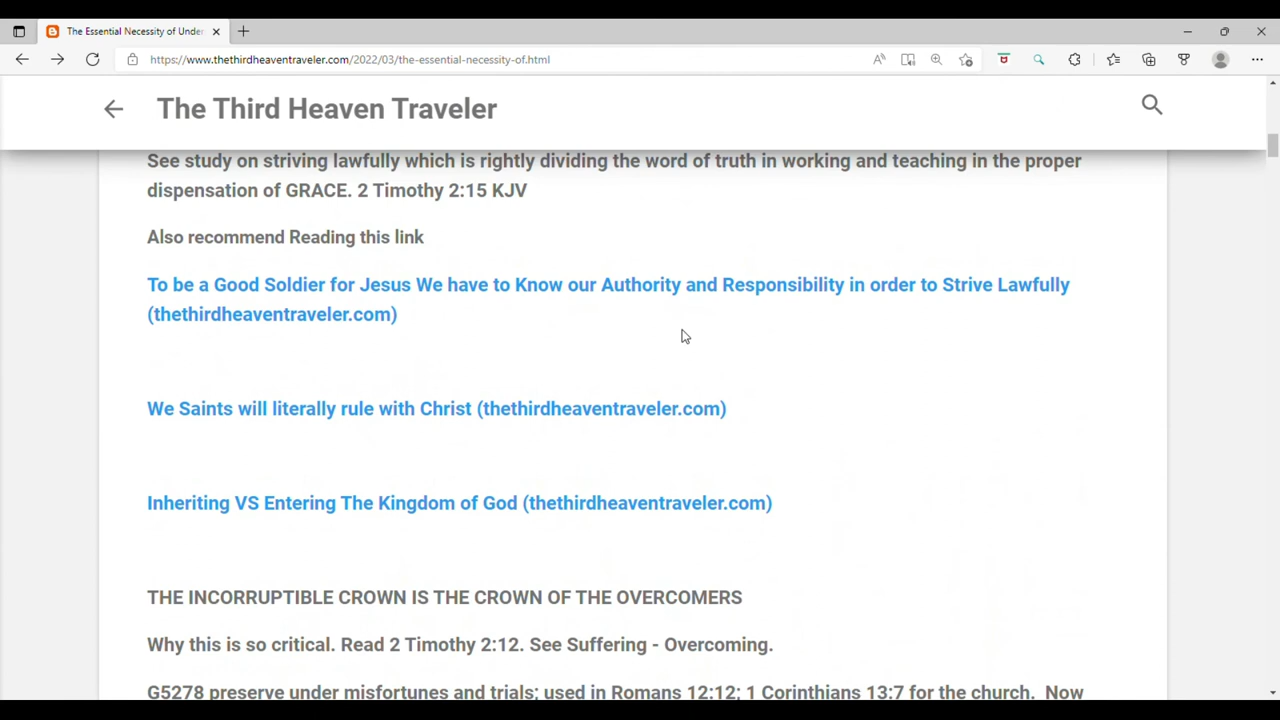 The Essential Necessity of Under
https://www.thethirdheaventraveler.com/2022/03/the-essential-necessity-of.html
The Third Heaven Traveler
See study on striving lawfully which is rightly dividing the word of truth in working and teaching in the proper
dispensation of GRACE. 2 Timothy 2:15 KJV
Also recommend Reading this link
To be a Good Soldier for Jesus We have to Know our Authority and Responsibility in order to Strive Lawfully
(thethirdheaventraveler.com)
We Saints will literally rule with Christ (thethirdheaventraveler.com)
Inheriting VS Entering The Kingdom of God (thethirdheaventraveler.com)
THE INCORRUPTIBLE CROWN IS THE CROWN OF THE OVERCOMERS
Why this is so critical. Read 2 Timothy 2:12. See Suffering - Overcoming.
G5278 preserve under misfortunes and trials; used in Romans 12:12; 1 Corinthians 13:7 for the church. Now